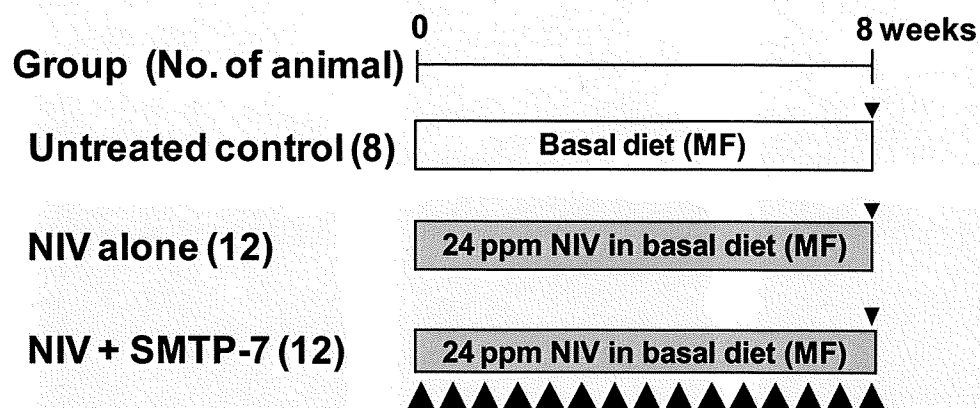 0 8 weeks
Group (No. of animal)
Untreated control (8) Basal diet (MF)
NIV alone (12) 24 ppm NIV in basal diet (MF)
NIV + SMTP-7 (12) 24 ppm NIV in basal diet (MF)